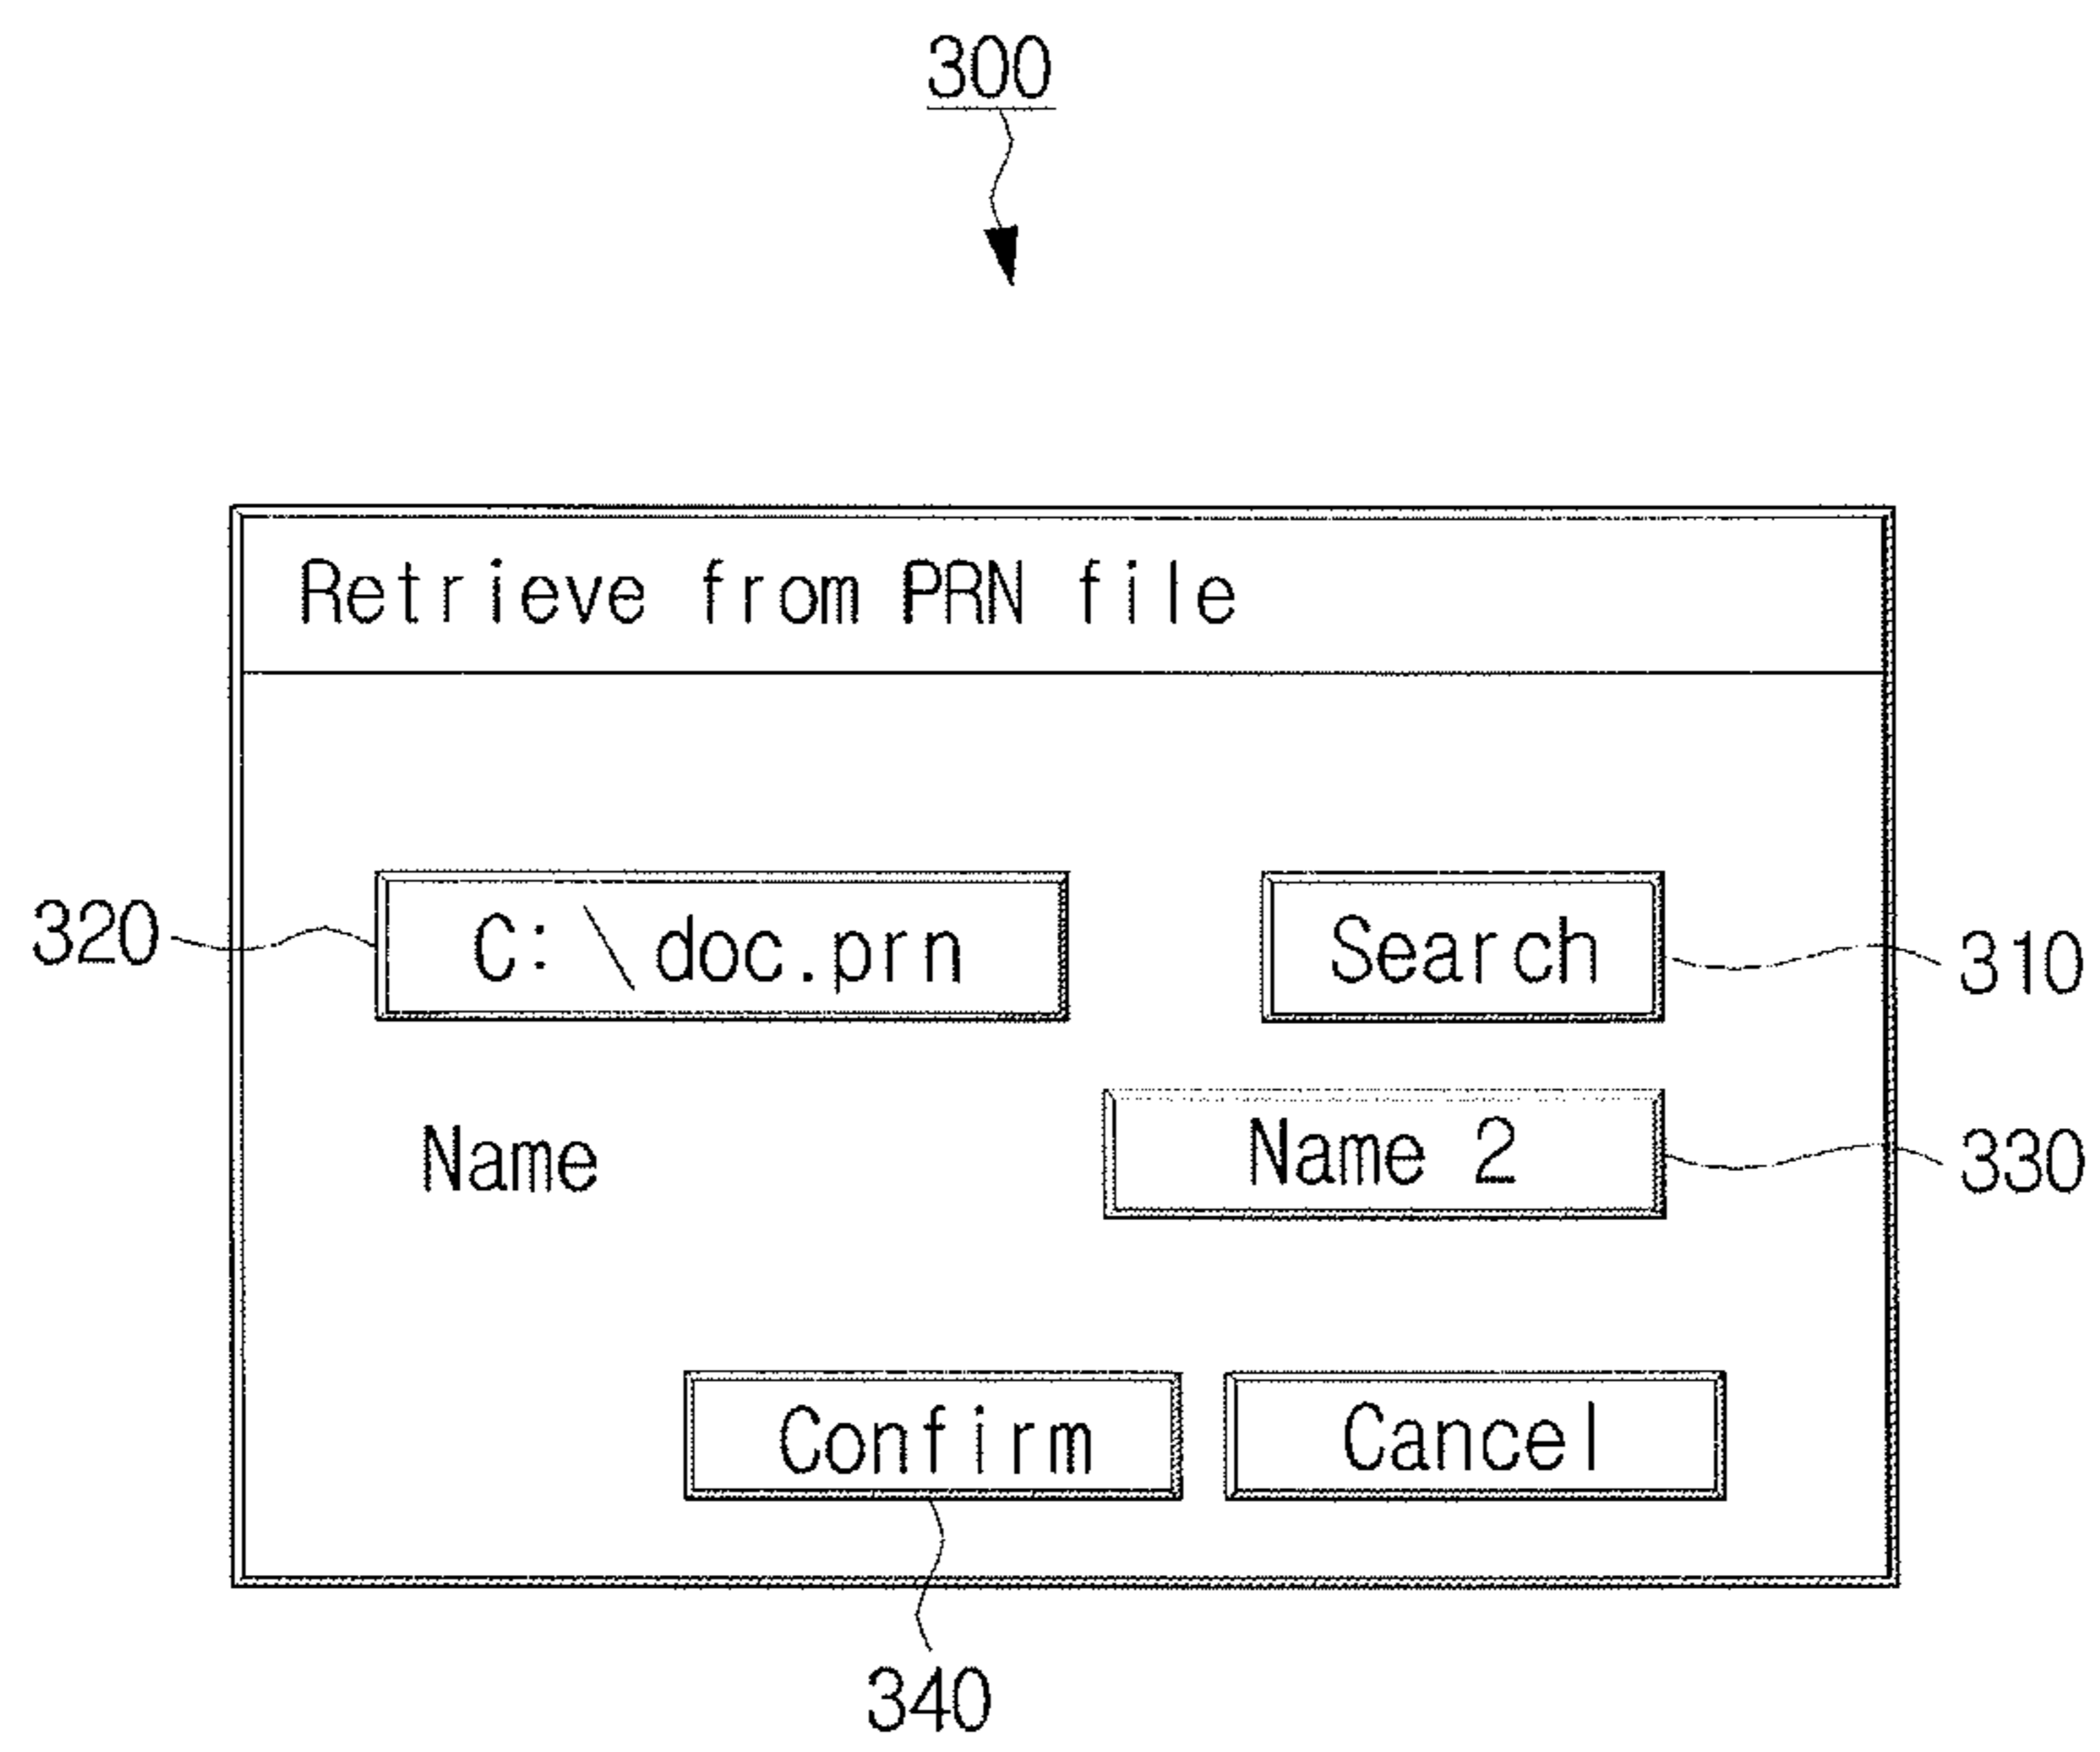 300
Retrieve from PRN file
320 C:\doc.prn Search 310
Name Name 2 330
Confirm Cancel
340